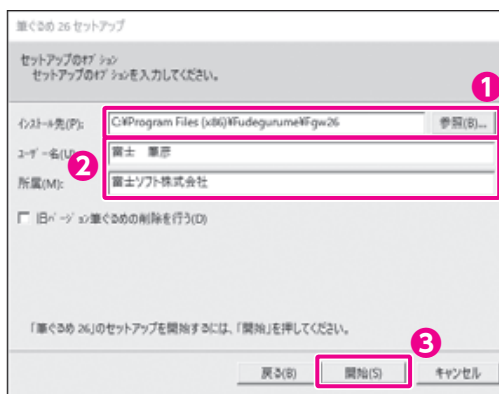 筆ぐるめ 26 セットアップ
セットアップのオプション
セットアップのオプションを入力してください。
1
インストール先(P):
C:¥Program Files (x86)¥Fudegurume¥Fgw26
参照(B)...
ユーザー名(U):
富士 筆彦
2
所属(M):
富士ソフト株式会社
旧バージョン筆ぐるめの削除を行う(D)
「筆ぐるめ 26」のセットアップを開始するには、「開始」を押してください。
3
戻る(B)
開始(S)
キャンセル